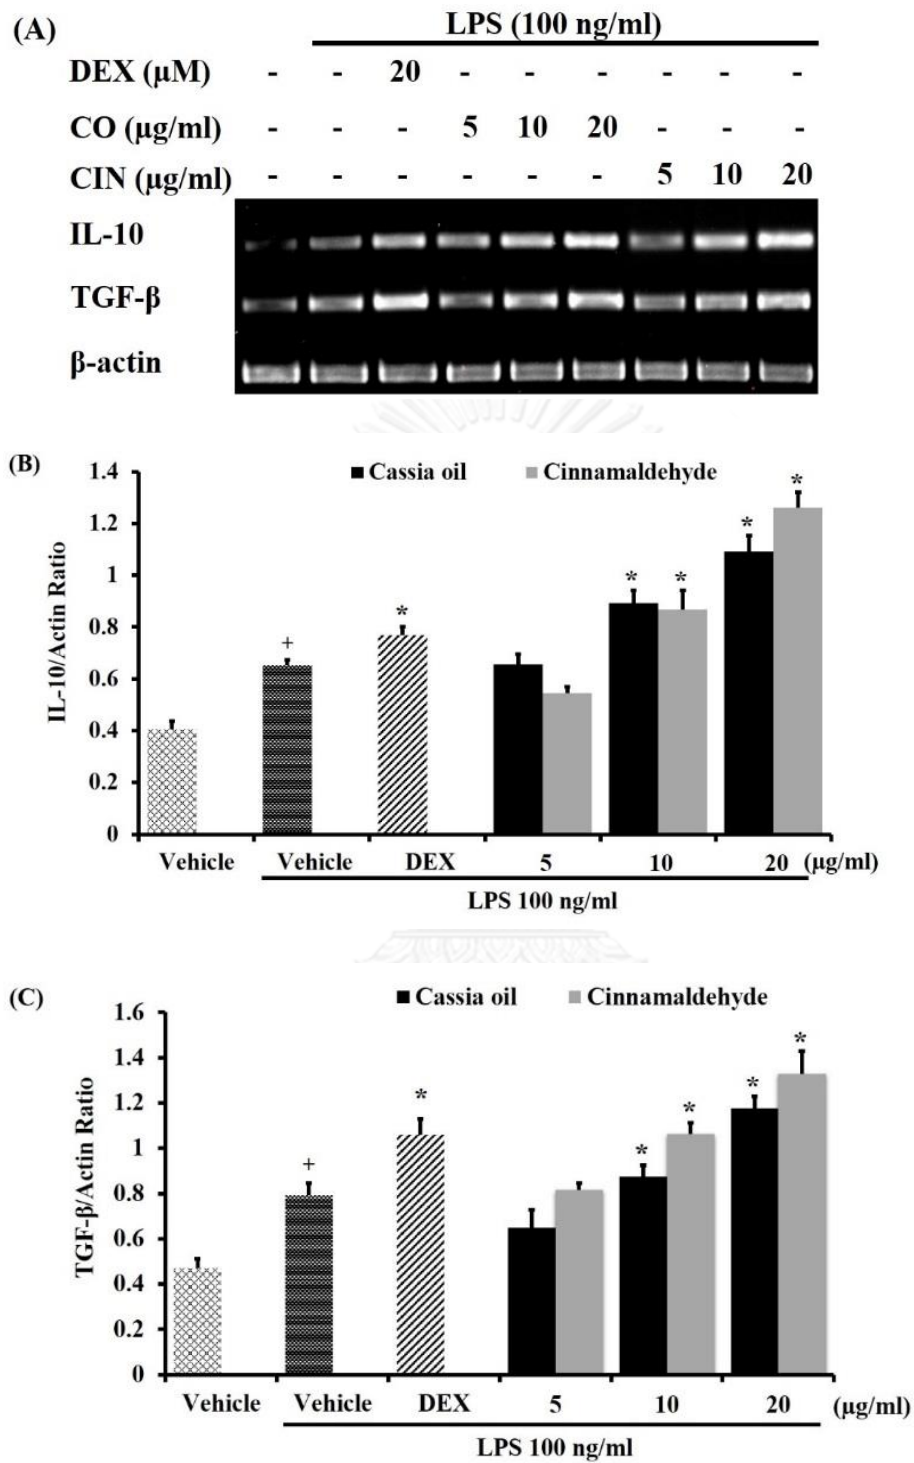 (A)
LPS (100 ng/ml)
DEX (μM) - - 20 - - - - - -
CO (μg/ml) - - - 5 10 20 - - -
CIN (μg/ml) - - - - - - 5 10 20
IL-10
TGF-β
β-actin
(B)
Cassia oil Cinnamaldehyde
IL-10/Actin Ratio
1.4
1.2
1
0.8
0.6
0.4
0.2
0
+ * * * * *
Vehicle Vehicle DEX 5 10 20 (μg/ml)
LPS 100 ng/ml
(C)
Cassia oil Cinnamaldehyde
TGF-β/Actin Ratio
1.6
1.4
1.2
1
0.8
0.6
0.4
0.2
0
+ * * * * *
Vehicle Vehicle DEX 5 10 20 (μg/ml)
LPS 100 ng/ml